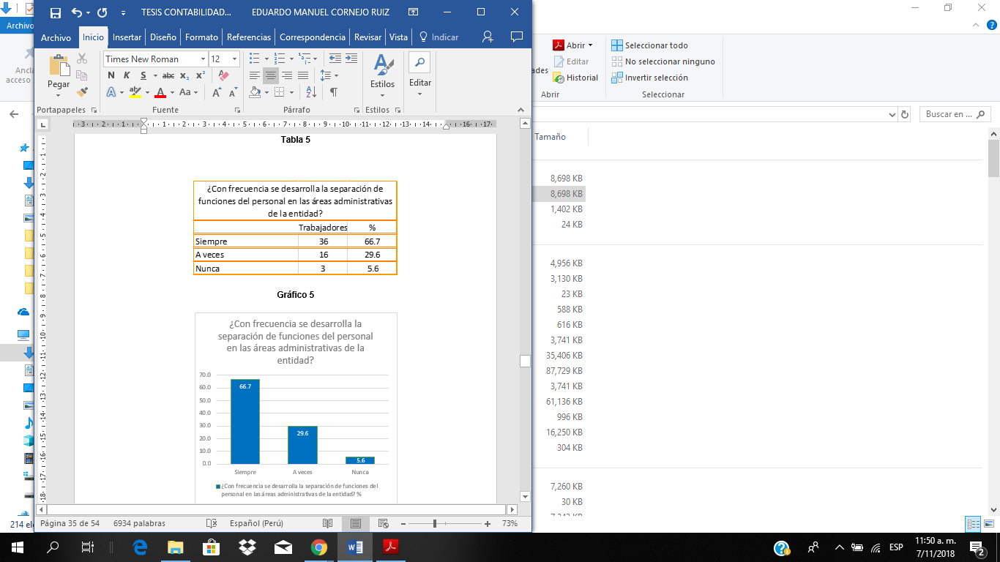 TESIS CONTABILIDAD... EDUARDO MANUEL CORNEJO RUIZ
Archivo Inicio Insertar Diseño Formato Referencias Correspondencia Revisar Vista Indicar
Times New Roman 12
Pegar
N K S abc x₂ x²
A ab A Aa A A
Estilos
Editar
Portapapeles Fuente Párrafo Estilos
Archivo
acceso
Abrir
Editar
Historial
Abrir
Seleccionar todo
No seleccionar ninguno
Invertir selección
Seleccionar
Buscar en ...
Tamaño
8,698 KB
8,698 KB
1,402 KB
24 KB
4,956 KB
3,130 KB
23 KB
588 KB
616 KB
3,741 KB
35,406 KB
87,729 KB
3,741 KB
61,136 KB
996 KB
16,250 KB
304 KB
7,260 KB
30 KB
Tabla 5
¿Con frecuencia se desarrolla la separación de
funciones del personal en las áreas administrativas
de la entidad?
Trabajadores %
Siempre 36 66.7
A veces 16 29.6
Nunca 3 5.6
Gráfico 5
¿Con frecuencia se desarrolla la
separación de funciones del personal
en las áreas administrativas de la
entidad?
70.0
60.0
50.0
40.0
30.0
20.0
10.0
0.0
66.7
29.6
5.6
Siempre A veces Nunca
¿Con frecuencia se desarrolla la separación de funciones del
personal en las áreas administrativas de la entidad? %
Página 35 de 54 6934 palabras Español (Perú) 73%
ESP
11:50 a. m.
7/11/2018
2